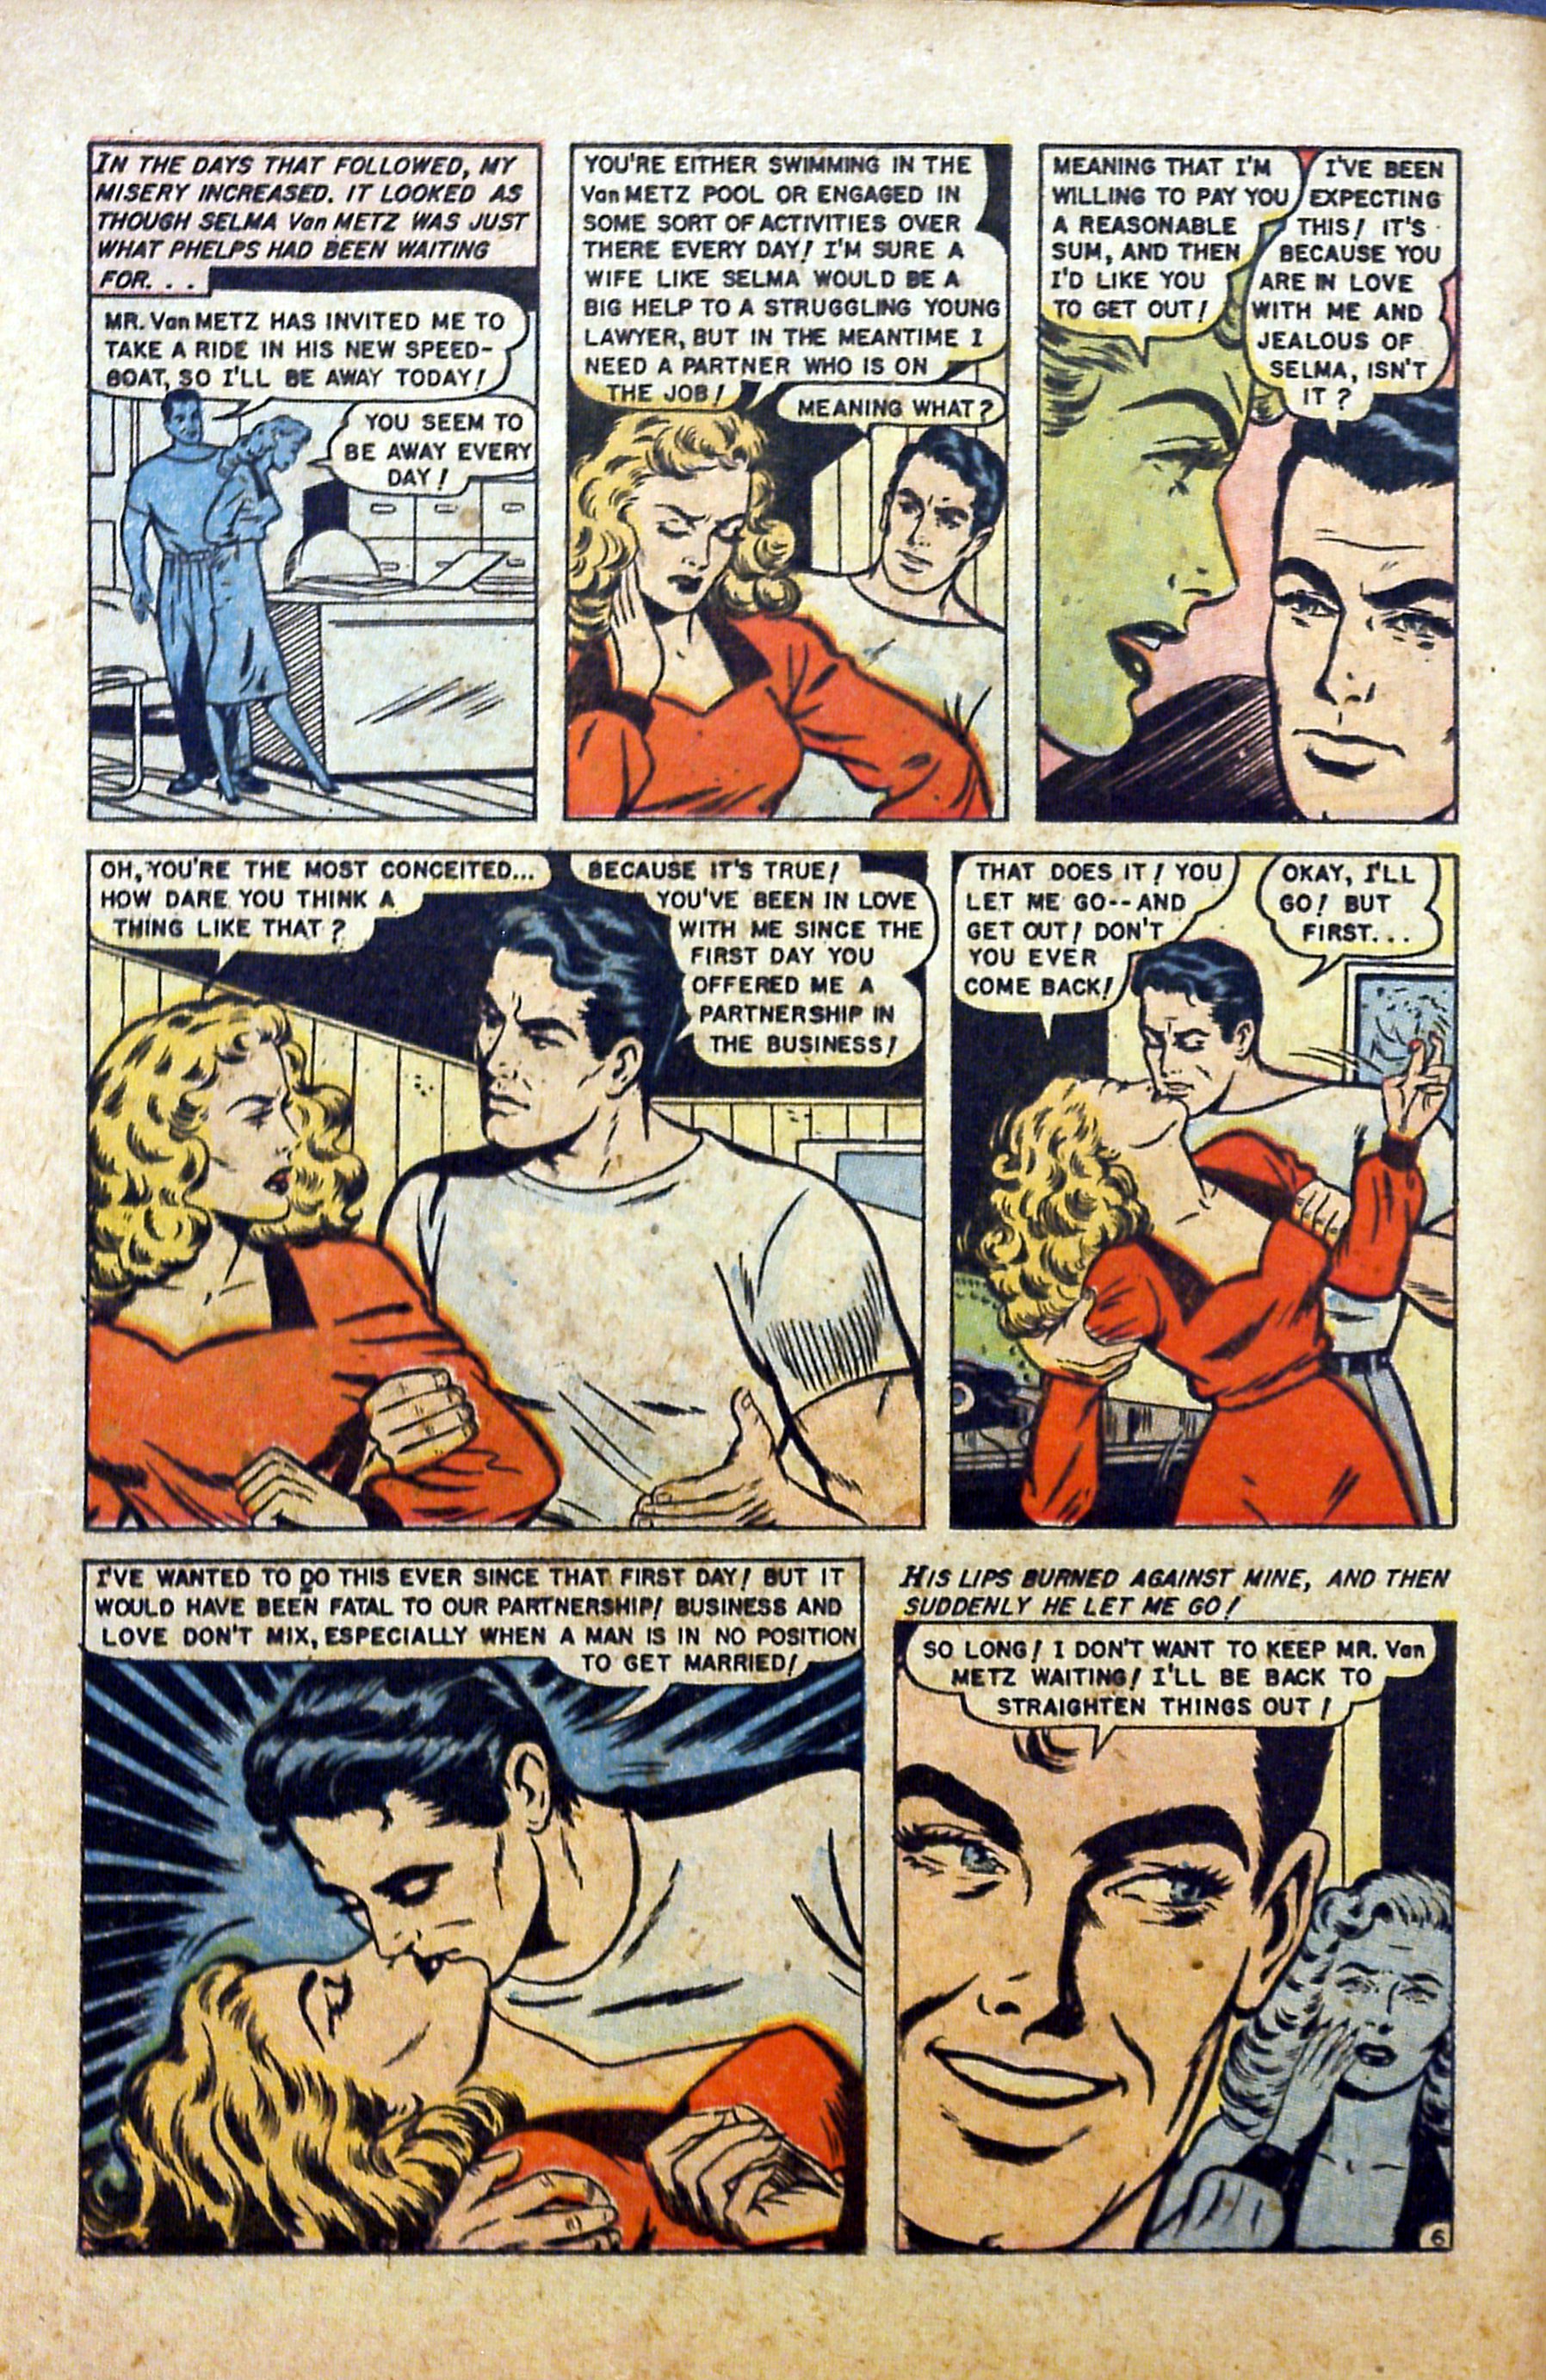 IN THE DAYS THAT FOLLOWED, MY
MISERY INCREASED. IT LOOKED AS
THOUGH SELMA Van METZ WAS JUST
WHAT PHELPS HAD BEEN WAITING
FOR. . .
MR. Van METZ HAS INVITED ME TO
TAKE A RIDE IN HIS NEW SPEED-
BOAT, SO I'LL BE AWAY TODAY!
YOU SEEM TO
BE AWAY EVERY
DAY!
YOU'RE EITHER SWIMMING IN THE
Van METZ POOL OR ENGAGED IN
SOME SORT OF ACTIVITIES OVER
THERE EVERY DAY! I'M SURE A
WIFE LIKE SELMA WOULD BE A
BIG HELP TO A STRUGGLING YOUNG
LAWYER, BUT IN THE MEANTIME I
NEED A PARTNER WHO IS ON
THE JOB!
MEANING WHAT?
MEANING THAT I'M
WILLING TO PAY YOU
A REASONABLE
SUM, AND THEN
I'D LIKE YOU
TO GET OUT!
I'VE BEEN
EXPECTING
THIS! IT'S
BECAUSE YOU
ARE IN LOVE
WITH ME AND
JEALOUS OF
SELMA, ISN'T
IT?
OH, YOU'RE THE MOST CONCEITED...
HOW DARE YOU THINK A
THING LIKE THAT?
BECAUSE IT'S TRUE!
YOU'VE BEEN IN LOVE
WITH ME SINCE THE
FIRST DAY YOU
OFFERED ME A
PARTNERSHIP IN
THE BUSINESS!
THAT DOES IT! YOU
LET ME GO--AND
GET OUT! DON'T
YOU EVER
COME BACK!
OKAY, I'LL
GO! BUT
FIRST...
I'VE WANTED TO DO THIS EVER SINCE THAT FIRST DAY! BUT IT
WOULD HAVE BEEN FATAL TO OUR PARTNERSHIP! BUSINESS AND
LOVE DON'T MIX, ESPECIALLY WHEN A MAN IS IN NO POSITION
TO GET MARRIED!
HIS LIPS BURNED AGAINST MINE, AND THEN
SUDDENLY HE LET ME GO!
SO LONG! I DON'T WANT TO KEEP MR. Van
METZ WAITING! I'LL BE BACK TO
STRAIGHTEN THINGS OUT!
6